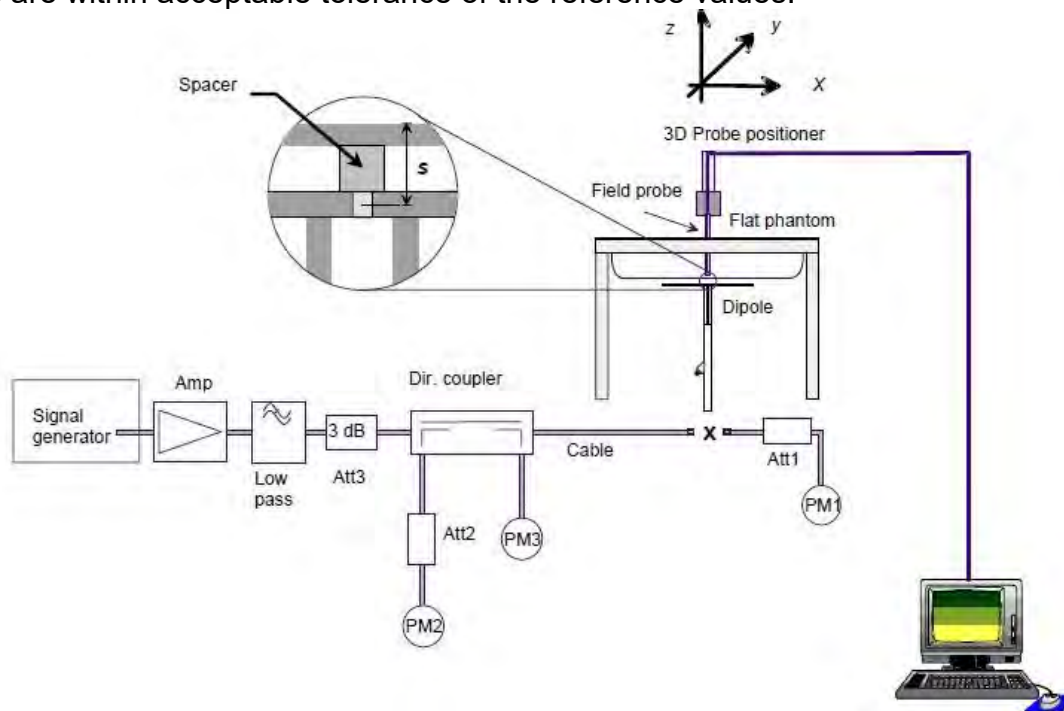 are within acceptable tolerance of the reference values.
z
y
X
Spacer
s
3D Probe positioner
Field probe
Flat phantom
Dipole
Signal
generator
Amp
Low
pass
3 dB
Att3
Dir. coupler
Cable
x
Att1
PM1
Att2
PM3
PM2